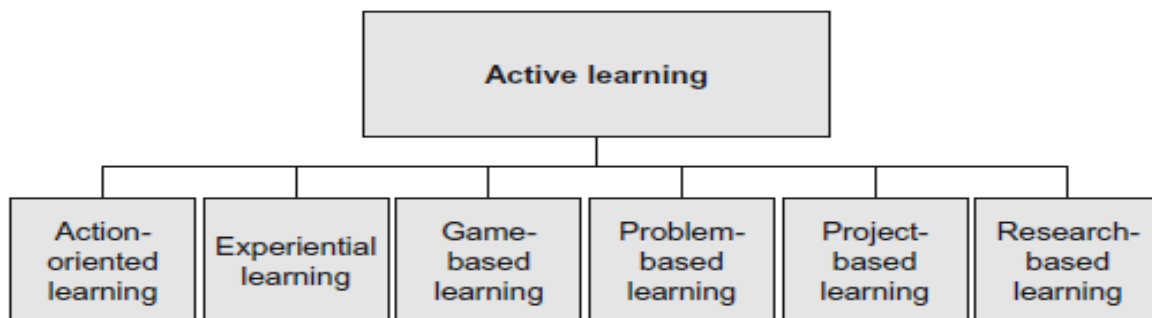 Active learning
Action-
oriented
learning
Experiential
learning
Game-
based
learning
Problem-
based
learning
Project-
based
learning
Research-
based
learning